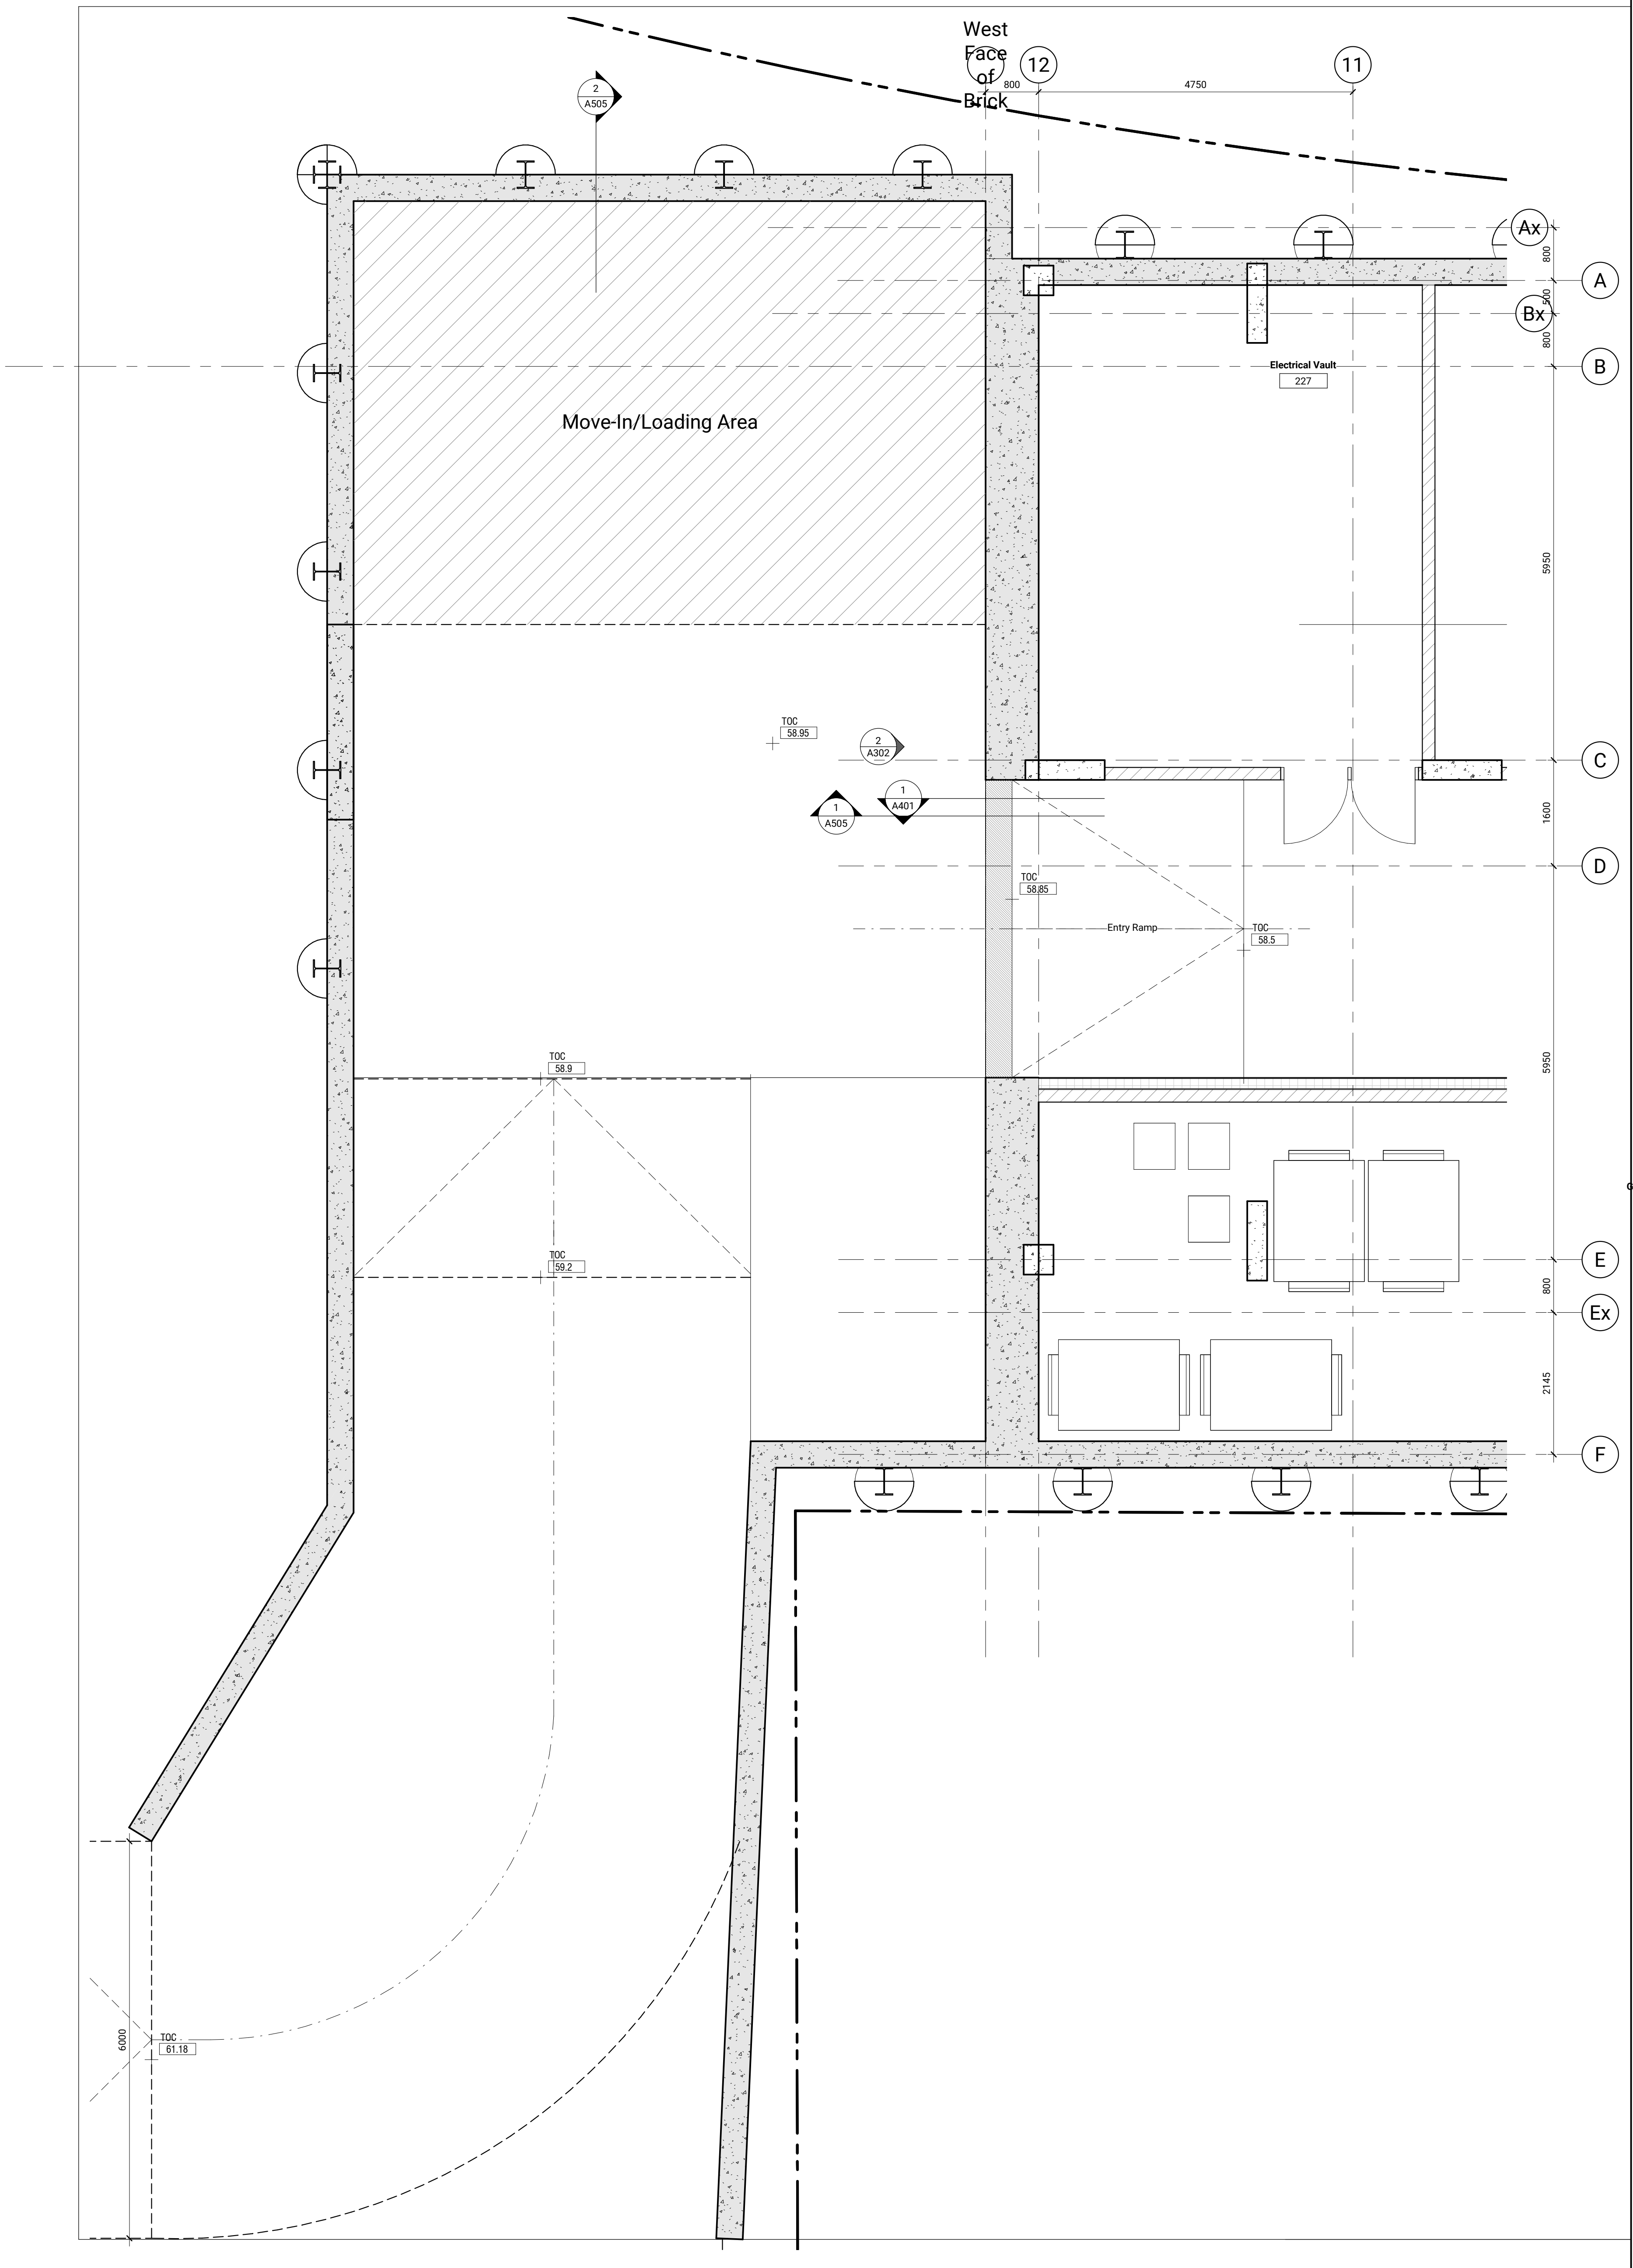 West
Face
of
Brick
12
11
800
4750
2
A505
Ax
800
A
500
Bx
800
B
Electrical Vault
227
Move-In/Loading Area
5950
TOC
58.95
2
A302
C
1
A401
1
A505
1600
D
TOC
58.85
Entry Ramp
TOC
58.5
TOC
58.9
5950
G
TOC
59.2
E
800
Ex
2145
F
6000
TOC
61.18